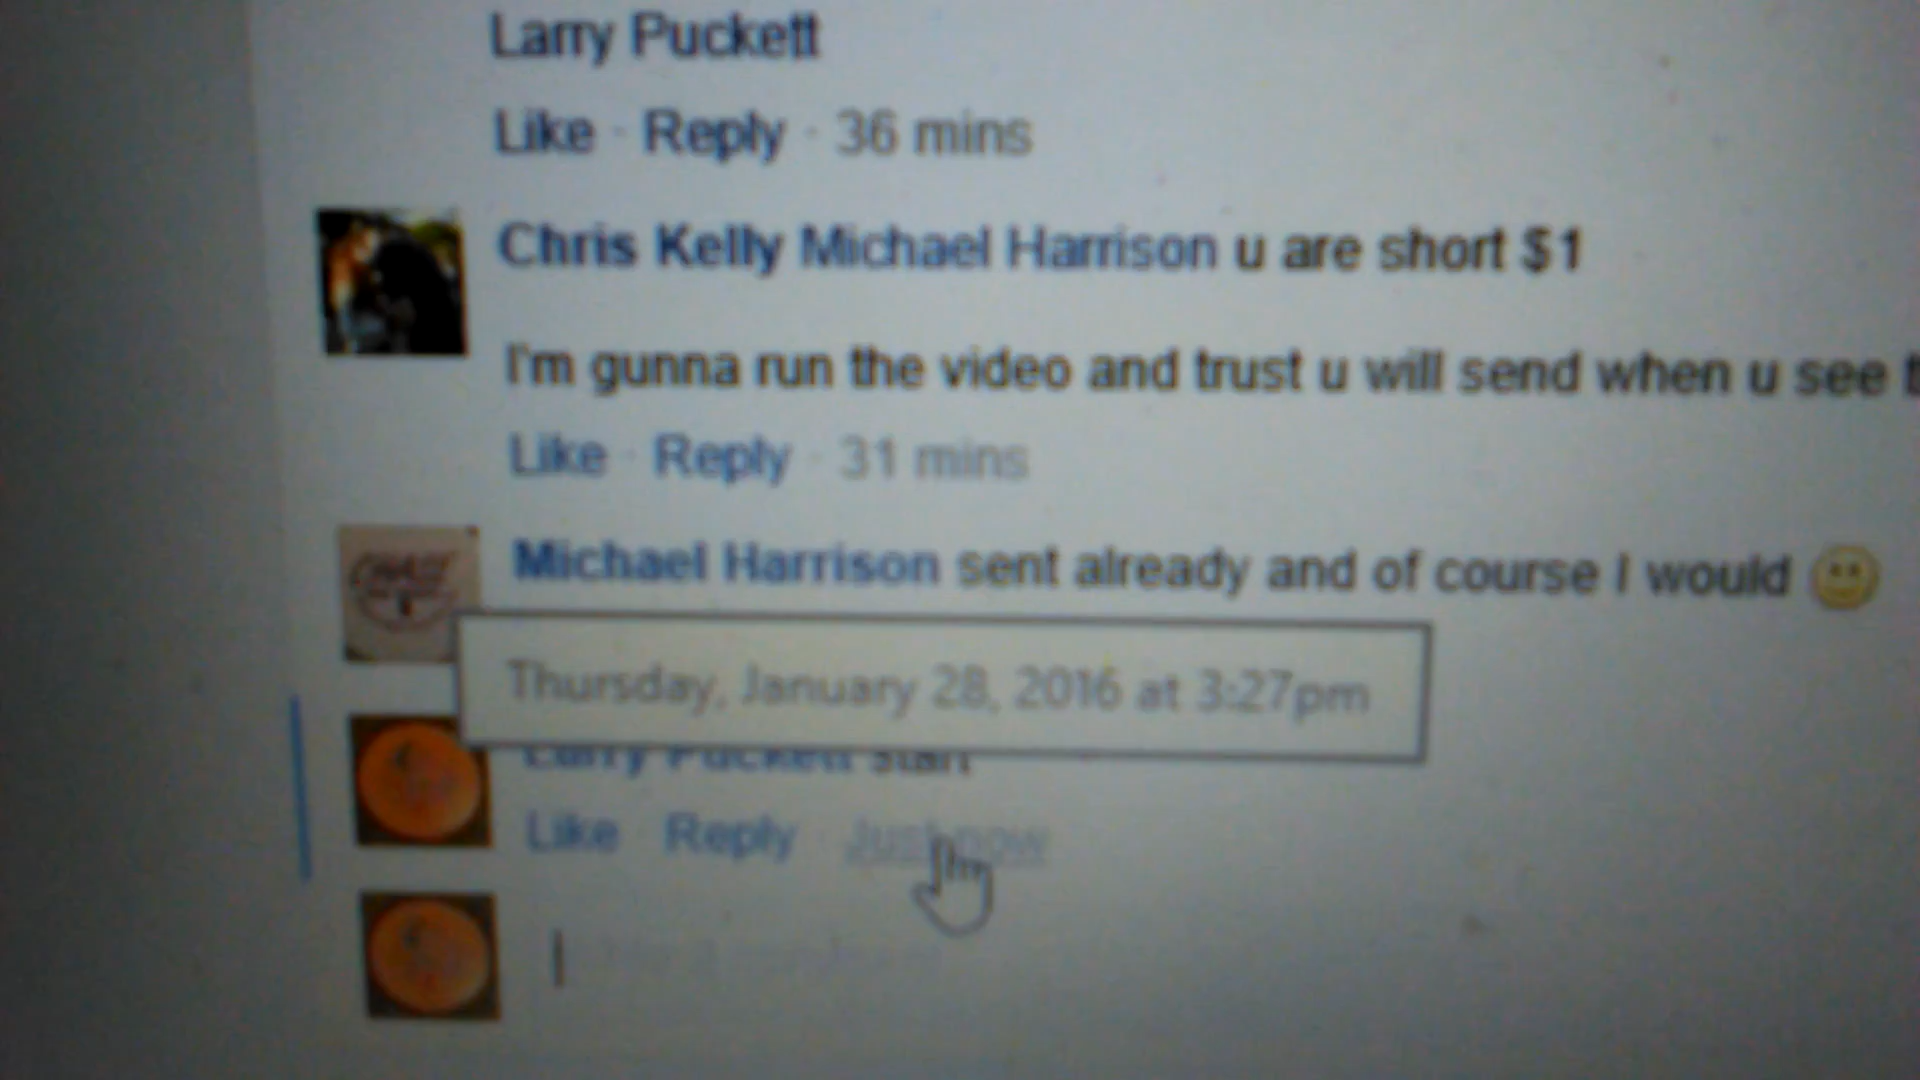 Larry Puckett
Like · Reply · 36 mins
Chris Kelly Michael Harrison u are short $1
I'm gunna run the video and trust u will send when u see
Like · Reply · 31 mins
Michael Harrison sent already and of course I would
Thursday, January 28, 2016 at 3:27pm
Larry Puckett start
Like · Reply · Just now